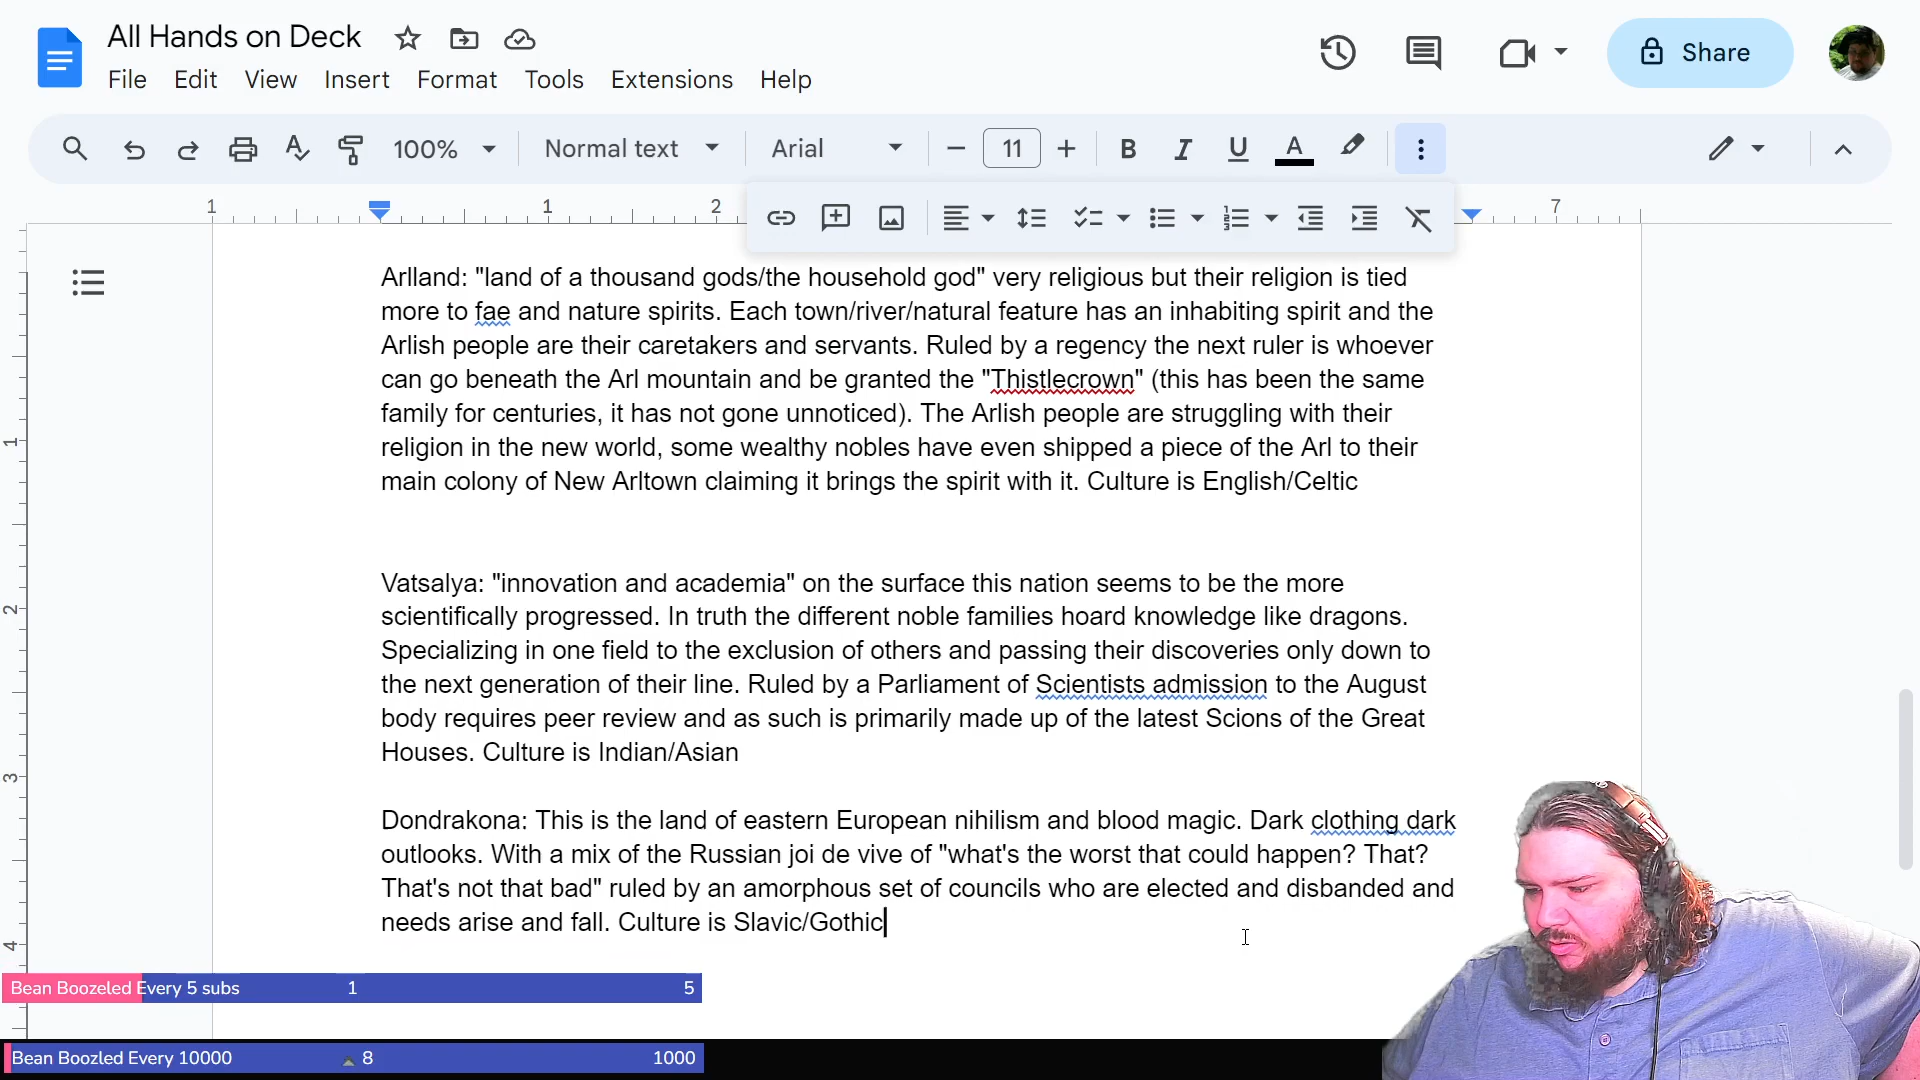 All Hands on Deck
File Edit View Insert Format Tools Extensions Help
Share
100% Normal text Arial 11 B I U A
1 1 2 7
Arlland: "land of a thousand gods/the household god" very religious but their religion is tied
more to fae and nature spirits. Each town/river/natural feature has an inhabiting spirit and the
Arlish people are their caretakers and servants. Ruled by a regency the next ruler is whoever
can go beneath the Arl mountain and be granted the "Thistlecrown" (this has been the same
family for centuries, it has not gone unnoticed). The Arlish people are struggling with their
religion in the new world, some wealthy nobles have even shipped a piece of the Arl to their
main colony of New Arltown claiming it brings the spirit with it. Culture is English/Celtic
Vatsalya: "innovation and academia" on the surface this nation seems to be the more
scientifically progressed. In truth the different noble families hoard knowledge like dragons.
Specializing in one field to the exclusion of others and passing their discoveries only down to
the next generation of their line. Ruled by a Parliament of Scientists admission to the August
body requires peer review and as such is primarily made up of the latest Scions of the Great
Houses. Culture is Indian/Asian
Dondrakona: This is the land of eastern European nihilism and blood magic. Dark clothing dark
outlooks. With a mix of the Russian joi de vive of "what's the worst that could happen? That?
That's not that bad" ruled by an amorphous set of councils who are elected and disbanded and
needs arise and fall. Culture is Slavic/Gothic
1
2
3
4
Bean Boozeled Every 5 subs 1 5
Bean Boozled Every 10000 8 1000